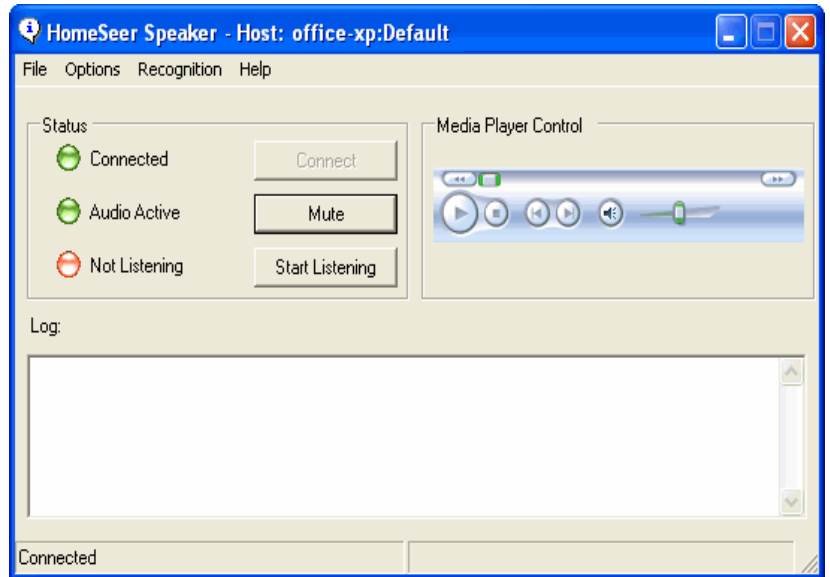 HomeSeer Speaker - Host: office-xp:Default
File Options Recognition Help
Status
Connected Connect
Audio Active Mute
Not Listening Start Listening
Media Player Control
Log:
Connected